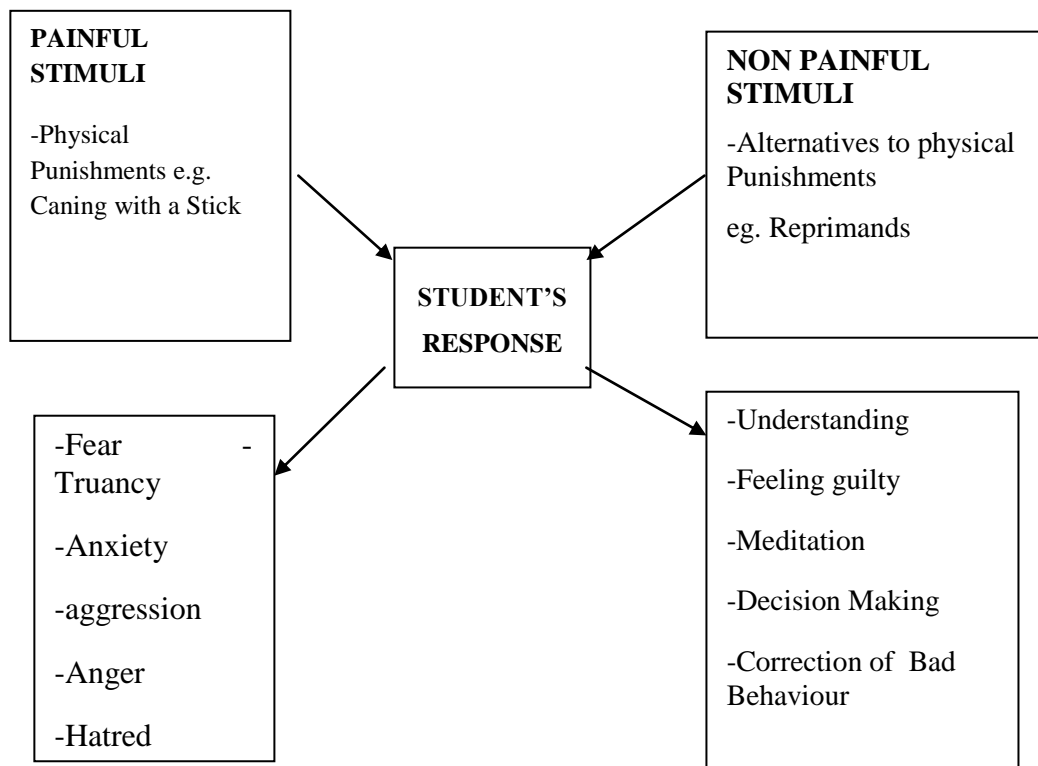 PAINFUL
STIMULI
-Physical
Punishments e.g.
Caning with a Stick
NON PAINFUL
STIMULI
-Alternatives to physical
Punishments
eg. Reprimands
STUDENT’S
RESPONSE
-Fear -
Truancy
-Anxiety
-aggression
-Anger
-Hatred
-Understanding
-Feeling guilty
-Meditation
-Decision Making
-Correction of Bad
Behaviour